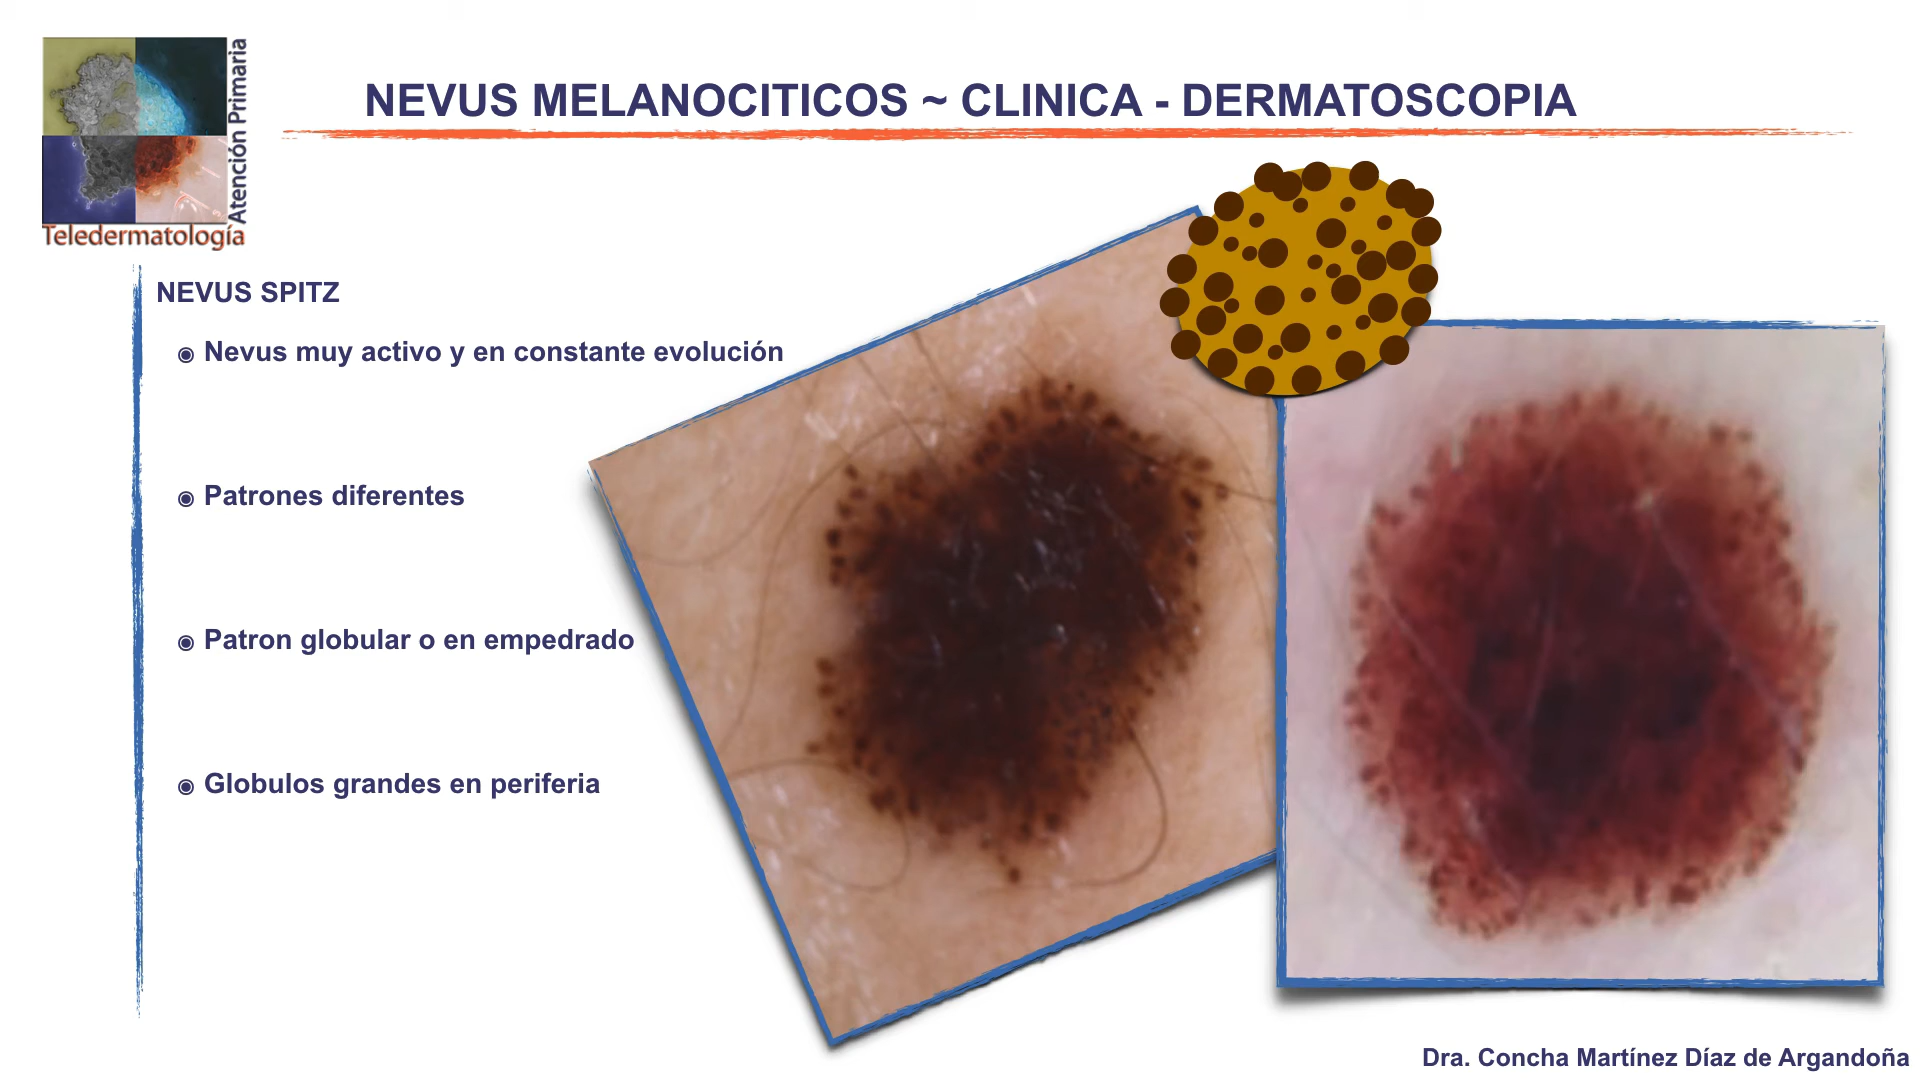 NEVUS MELANOCITICOS ~ CLINICA - DERMATOSCOPIA
Atención Primaria
Teledermatología
NEVUS SPITZ
Nevus muy activo y en constante evolución
Patrones diferentes
Patron globular o en empedrado
Globulos grandes en periferia
Dra. Concha Martínez Díaz de Argandoña